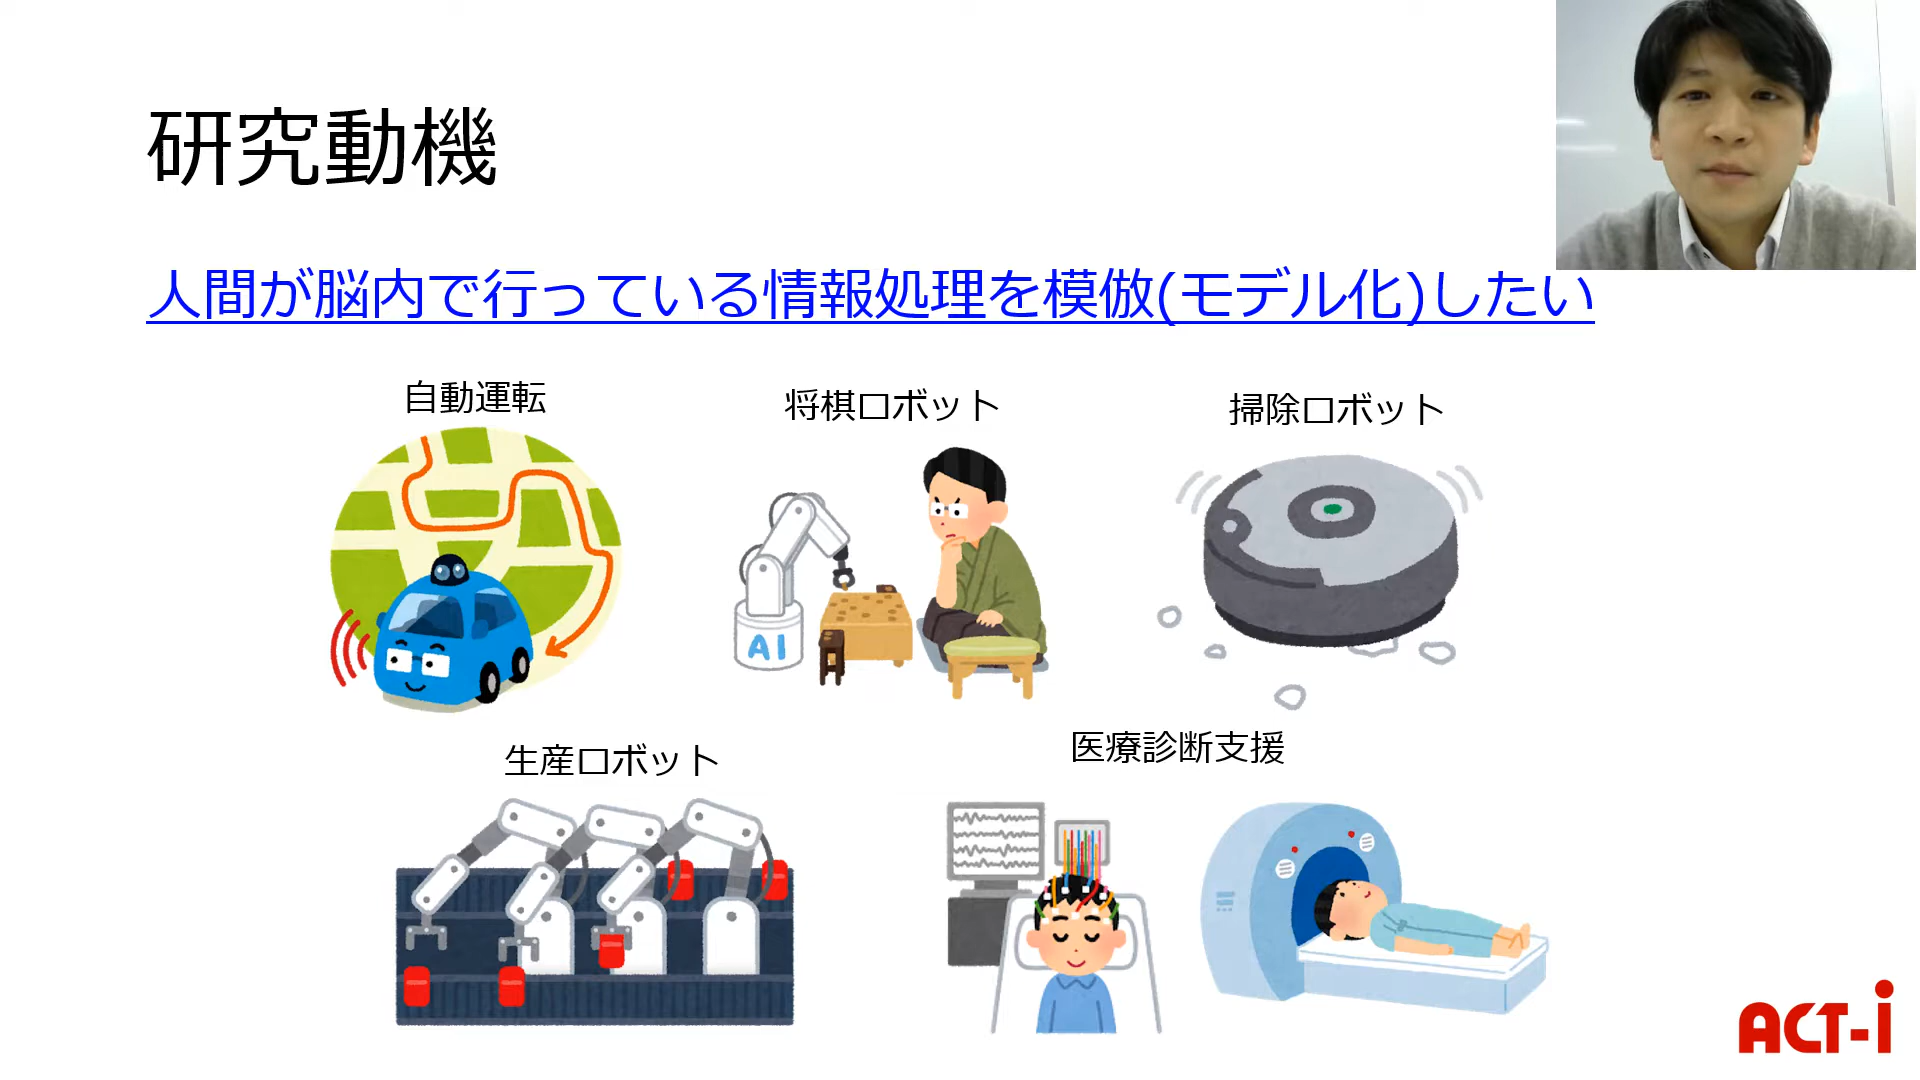 研究動機
人間が脳内で行っている情報処理を模倣(モデル化)したい
自動運転
将棋ロボット
掃除ロボット
AI
生産ロボット
医療診断支援
ACT-i